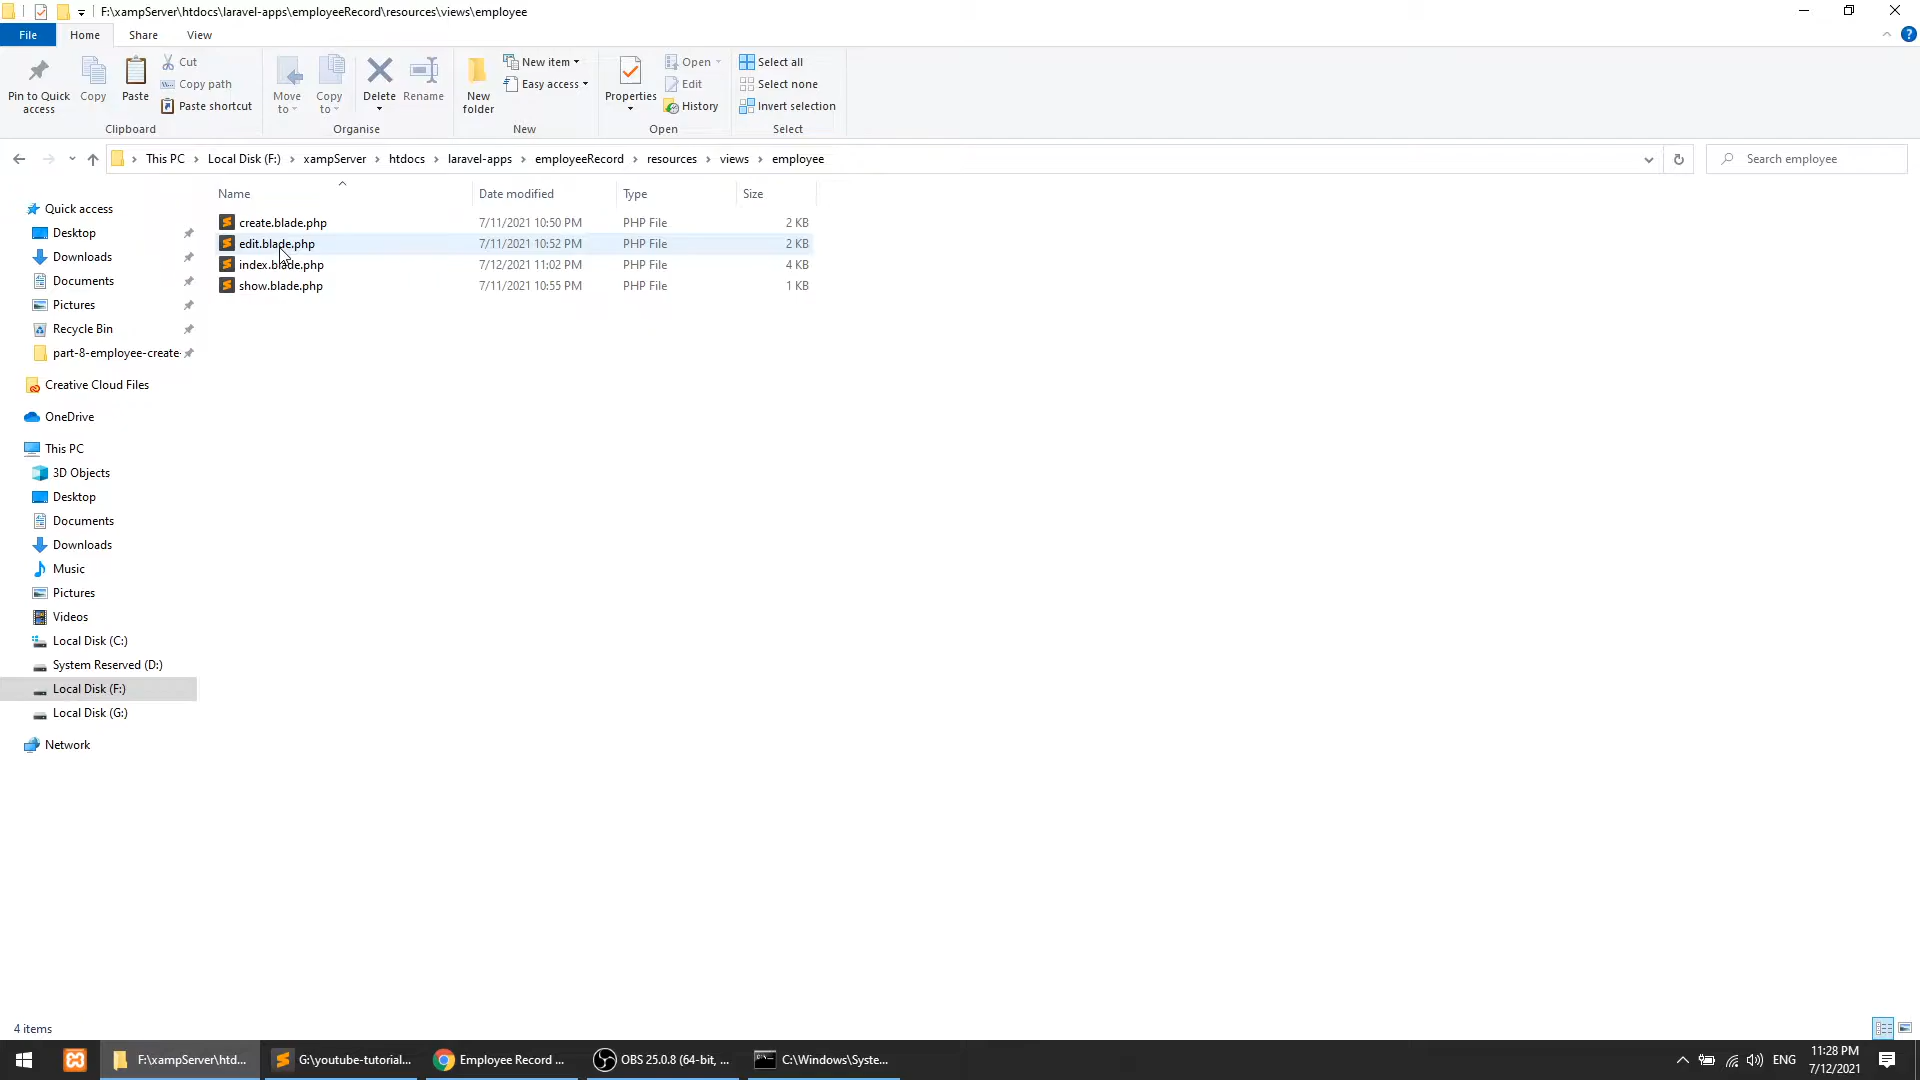 F:\xampServer\htdocs\laravel-apps\employeeRecord\resources\views\employee
File Home Share View
Pin to Quick access
Copy
Paste
Cut
Copy path
Paste shortcut
Clipboard
Move to
Copy to
Delete
Rename
Organise
New folder
New item
Easy access
New
Properties
Open
Edit
History
Open
Select all
Select none
Invert selection
Select
This PC > Local Disk (F:) > xampServer > htdocs > laravel-apps > employeeRecord > resources > views > employee
Search employee
Name Date modified Type Size
create.blade.php 7/11/2021 10:50 PM PHP File 2 KB
edit.blade.php 7/11/2021 10:52 PM PHP File 2 KB
index.blade.php 7/12/2021 11:02 PM PHP File 4 KB
show.blade.php 7/11/2021 10:55 PM PHP File 1 KB
Quick access
Desktop
Downloads
Documents
Pictures
Recycle Bin
part-8-employee-create-
Creative Cloud Files
OneDrive
This PC
3D Objects
Desktop
Documents
Downloads
Music
Pictures
Videos
Local Disk (C:)
System Reserved (D:)
Local Disk (F:)
Local Disk (G:)
Network
4 items
F:\xampServer\htd...
G:\youtube-tutorial...
Employee Record ...
OBS 25.0.8 (64-bit, ...
C:\Windows\Syste...
ENG
11:28 PM
7/12/2021